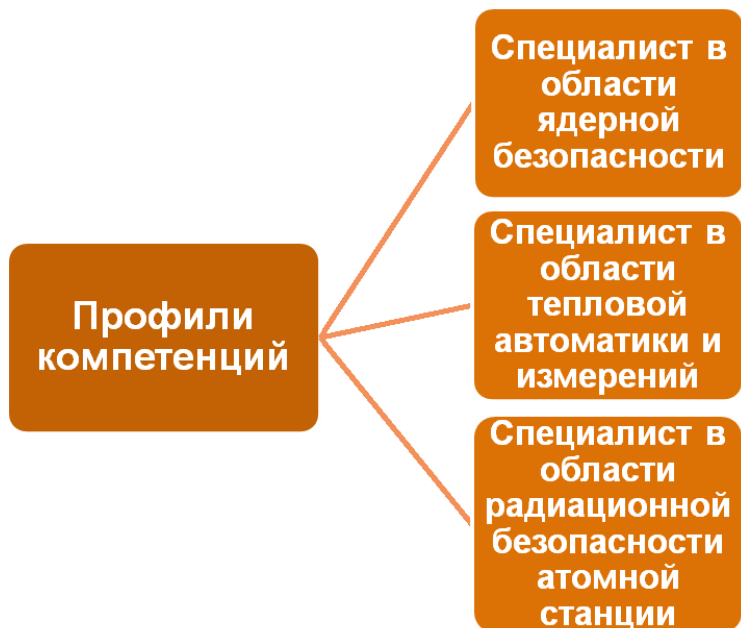 Профили
компетенций
Специалист в
области
ядерной
безопасности
Специалист в
области
тепловой
автоматики и
измерений
Специалист в
области
радиационной
безопасности
атомной
станции